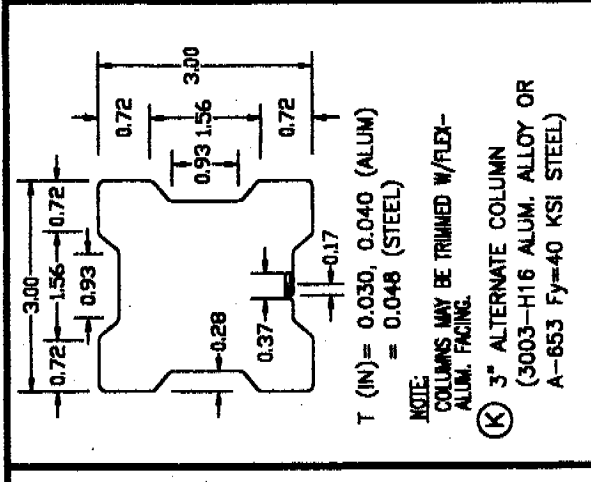 3.00
0.72 1.56 0.72
0.93
3.00
0.72
1.56
0.93
0.72
0.28
0.37
0.17
T (IN)= 0.030, 0.040 (ALUM)
= 0.048 (STEEL)
NOTE:
COLUMNS MAY BE TRIMMED W/FLEX-
ALUM. FACING.
K 3" ALTERNATE COLUMN
(3003-H16 ALUM. ALLOY OR
A-653 Fy=40 KSI STEEL)